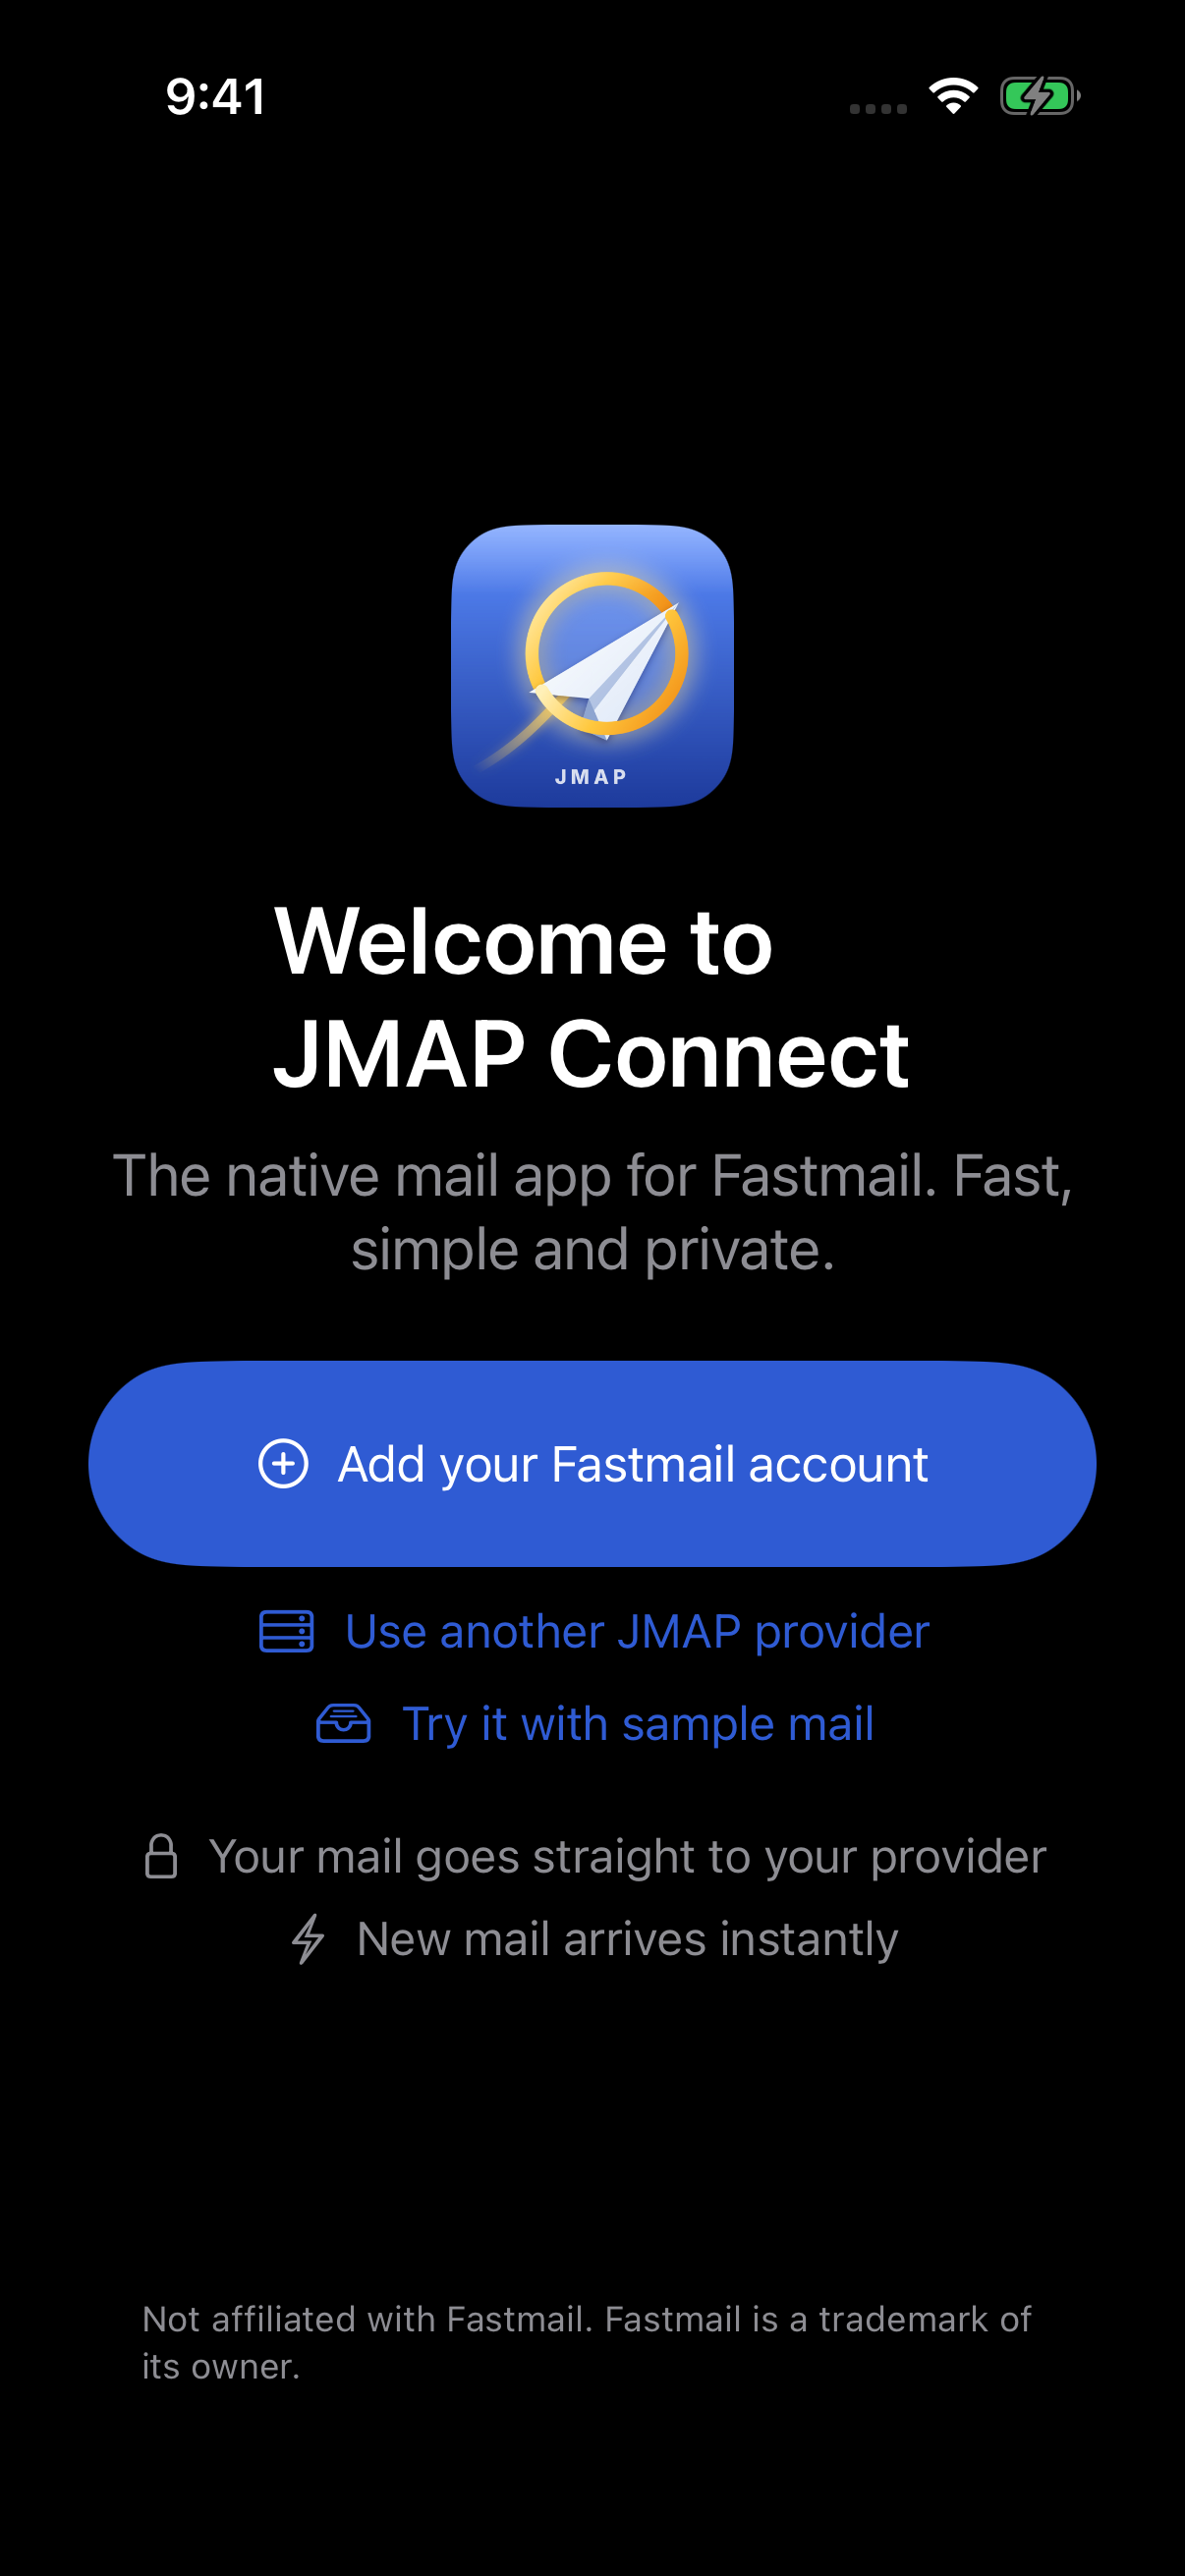 9:41
JMAP
Welcome to
JMAP Connect
The native mail app for Fastmail. Fast,
simple and private.
Add your Fastmail account
Use another JMAP provider
Try it with sample mail
Your mail goes straight to your provider
New mail arrives instantly
Not affiliated with Fastmail. Fastmail is a trademark of
its owner.